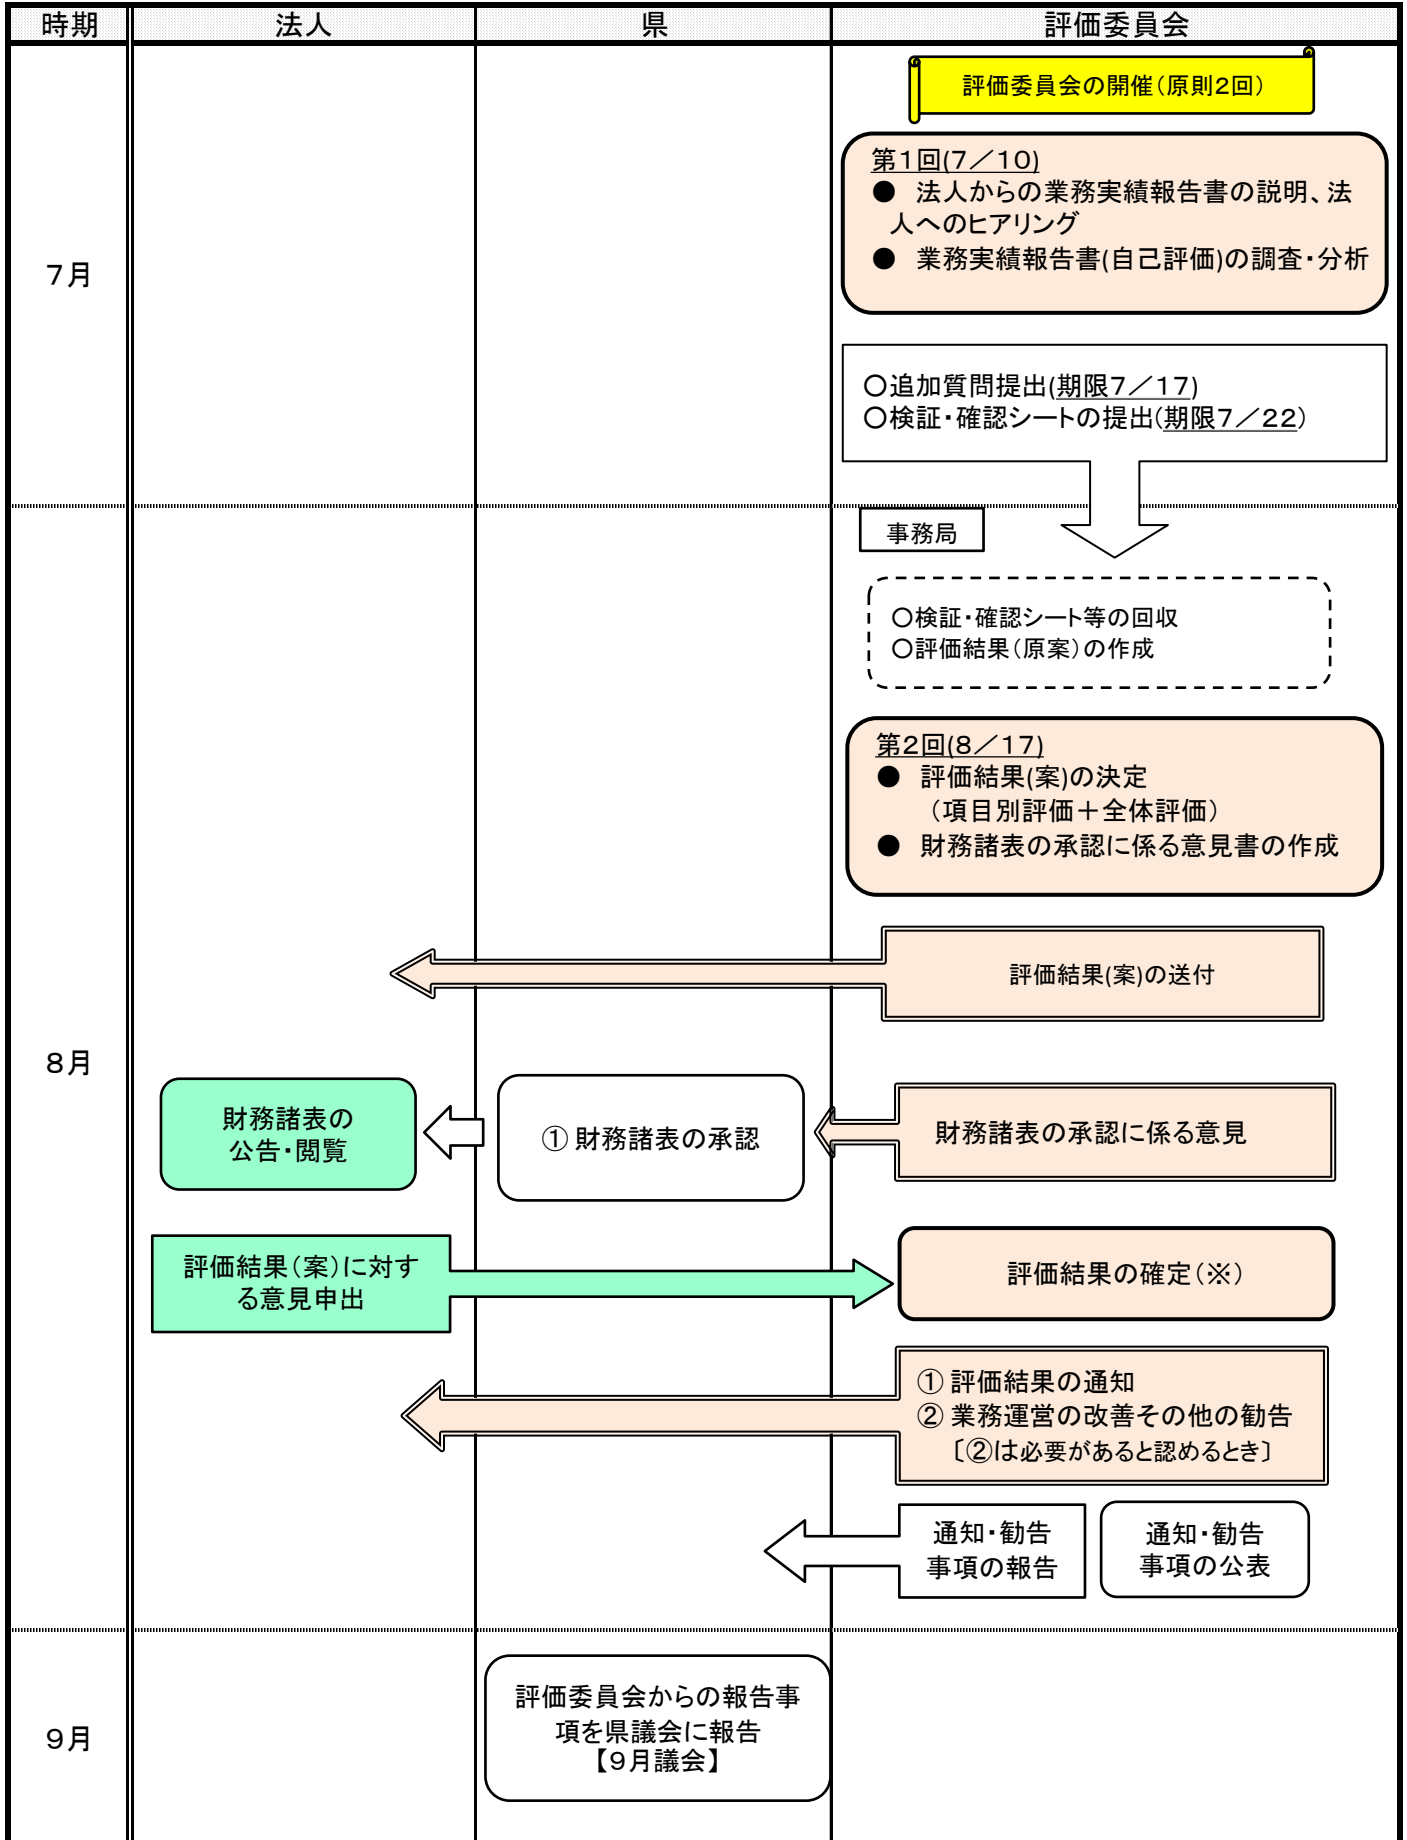 時期
法人
県
評価委員会
評価委員会の開催（原則2回）
第1回(7／10)
● 法人からの業務実績報告書の説明、法
人へのヒアリング
● 業務実績報告書(自己評価)の調査・分析
7月
○追加質問提出(期限7／17)
○検証・確認シートの提出(期限7／22)
事務局
○検証・確認シート等の回収
○評価結果（原案）の作成
第2回(8／17)
● 評価結果(案)の決定
（項目別評価＋全体評価）
● 財務諸表の承認に係る意見書の作成
評価結果(案)の送付
8月
財務諸表の
公告・閲覧
① 財務諸表の承認
財務諸表の承認に係る意見
評価結果（案）に対す
る意見申出
評価結果の確定（※）
① 評価結果の通知
② 業務運営の改善その他の勧告
〔②は必要があると認めるとき〕
通知・勧告
事項の報告
通知・勧告
事項の公表
9月
評価委員会からの報告事
項を県議会に報告
【9月議会】